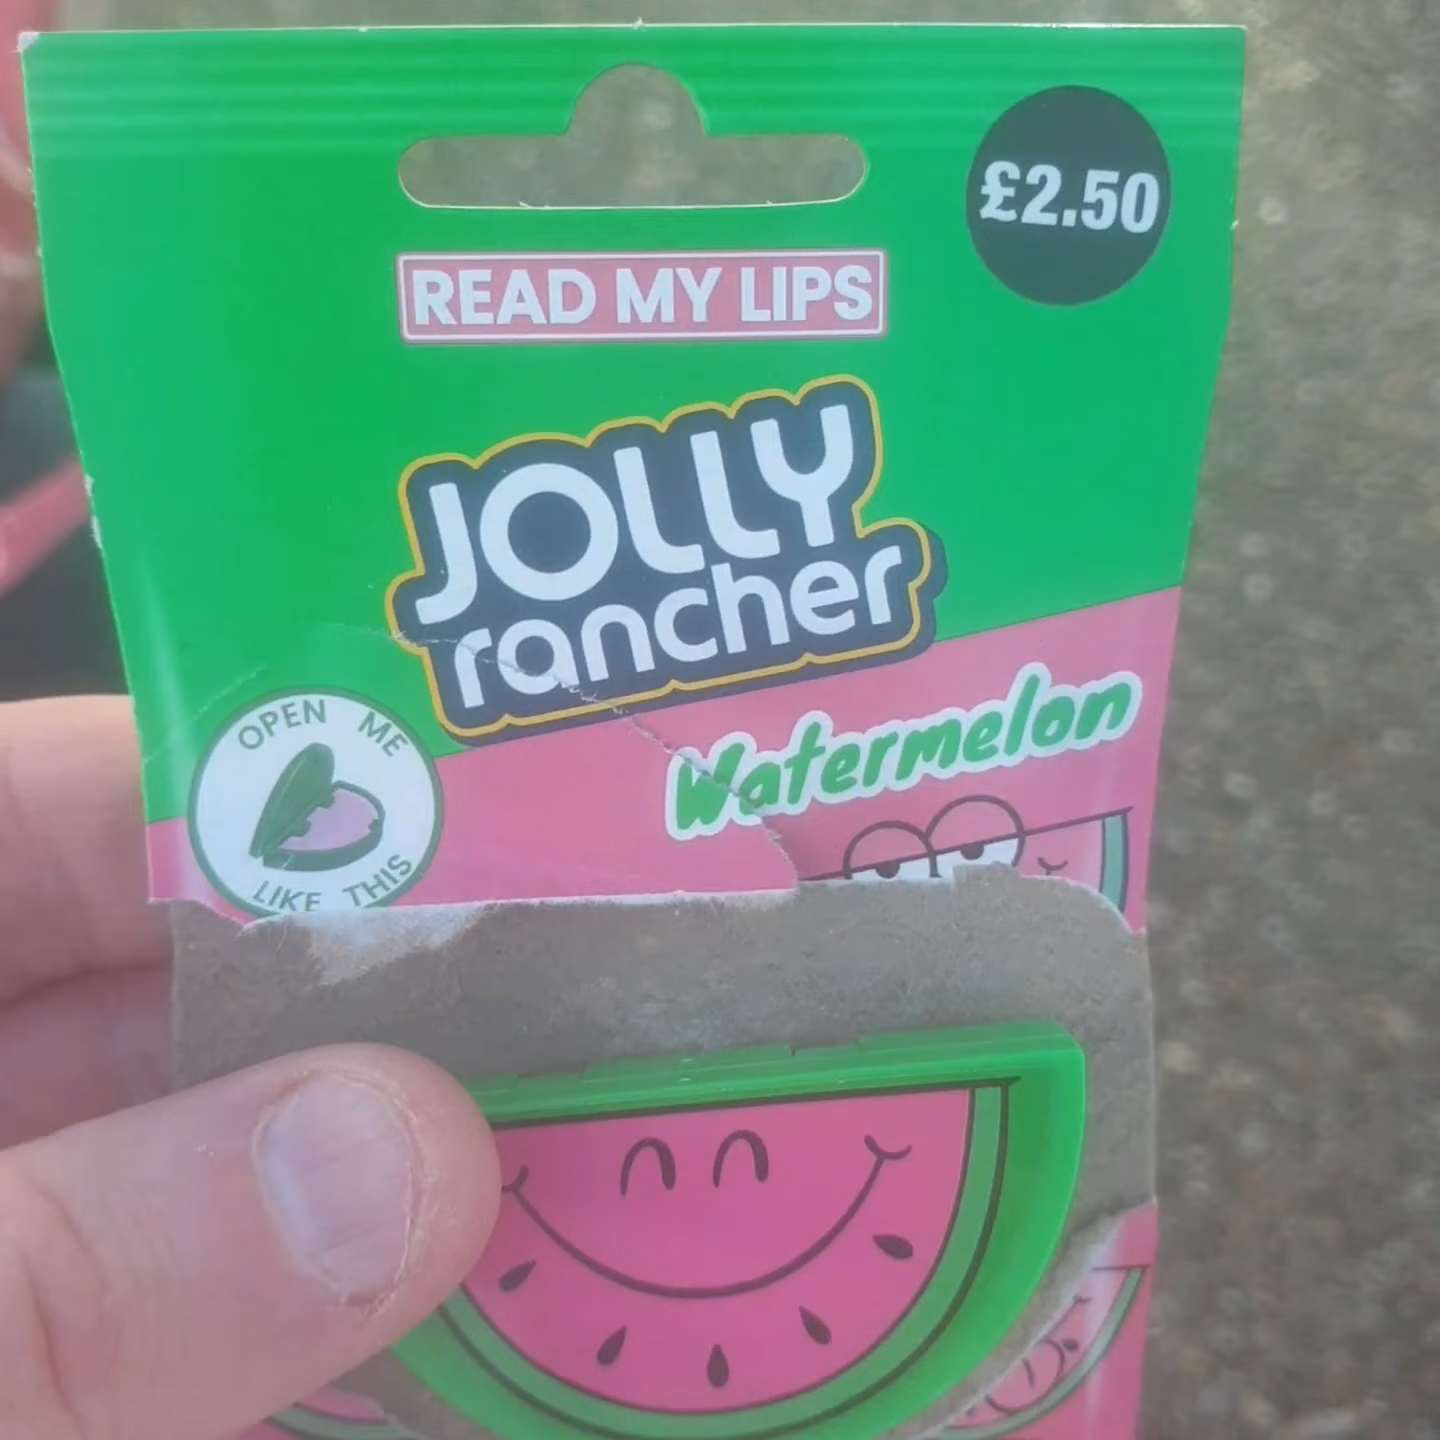 £2.50
READ MY LIPS
JOLLY
rancher
Watermelon
OPEN ME
LIKE THIS